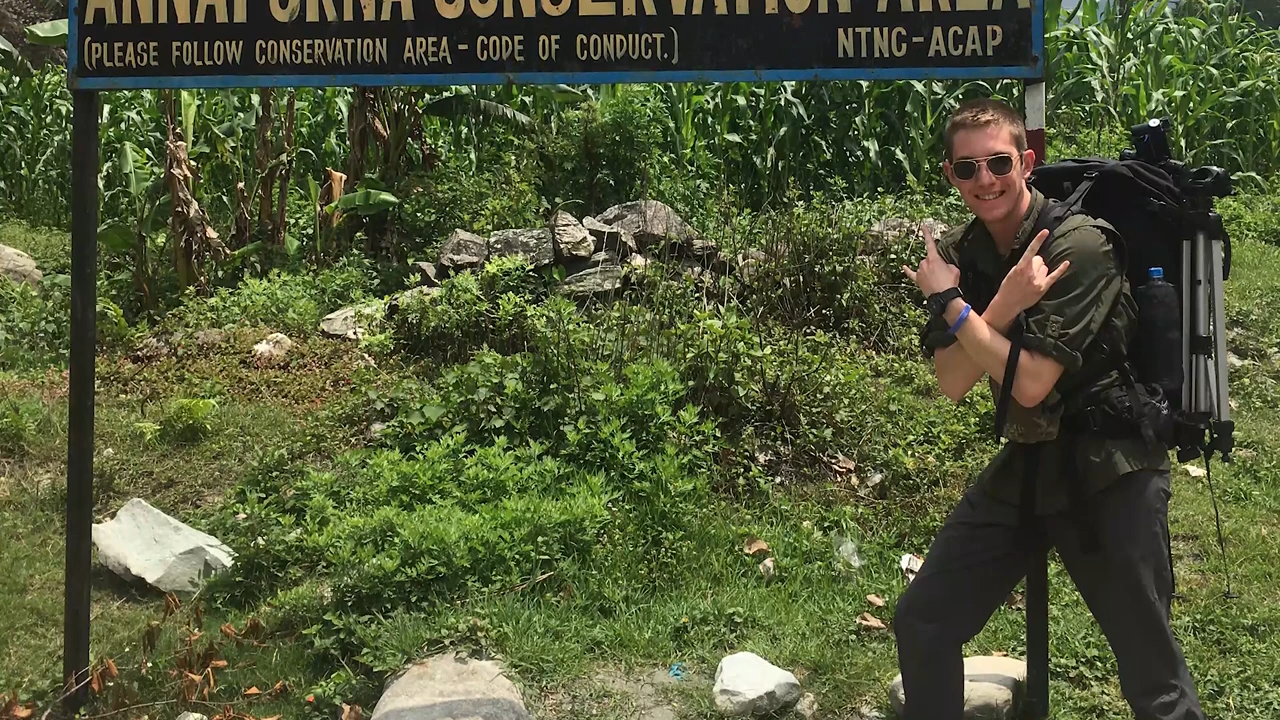 ANNAPURNA CONSERVATION AREA
(PLEASE FOLLOW CONSERVATION AREA - CODE OF CONDUCT.) NTNC-ACAP